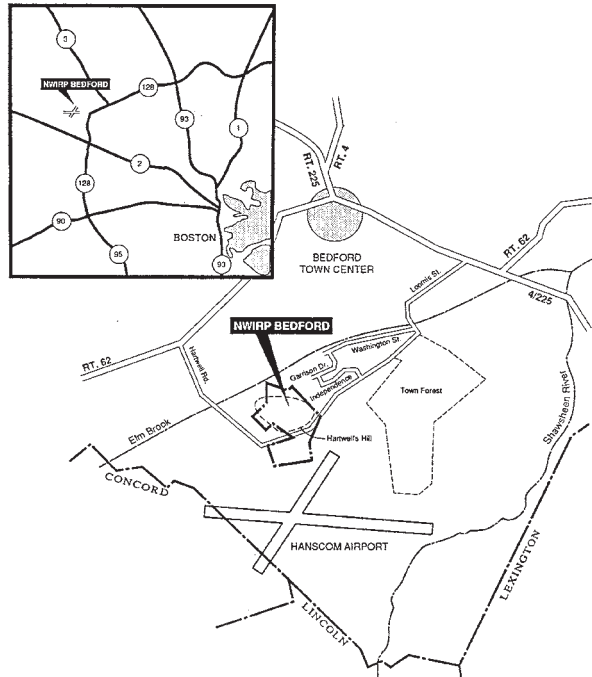 3
NWIRP BEDFORD
128
93
1
2
128
90
BOSTON
95
93
RT. 4
RT. 225
BEDFORD
TOWN CENTER
RT. 62
Loomis St.
4/225
NWIRP BEDFORD
Washington St.
Hartwell Rd.
Garrison Dr.
RT. 62
Independence
Town Forest
Elm Brook
Hartwell's Hill
Shawsheen River
CONCORD
HANSCOM AIRPORT
LEXINGTON
LINCOLN